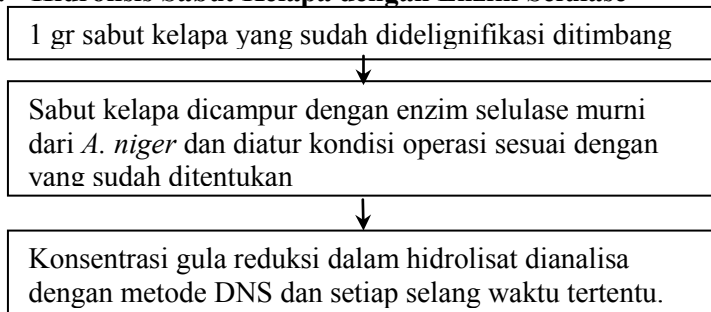 Hidrolisis Sabut Kelapa dengan Enzim Selulase
1 gr sabut kelapa yang sudah didelignifikasi ditimbang
Sabut kelapa dicampur dengan enzim selulase murni
dari A. niger dan diatur kondisi operasi sesuai dengan
yang sudah ditentukan
Konsentrasi gula reduksi dalam hidrolisat dianalisa
dengan metode DNS dan setiap selang waktu tertentu.